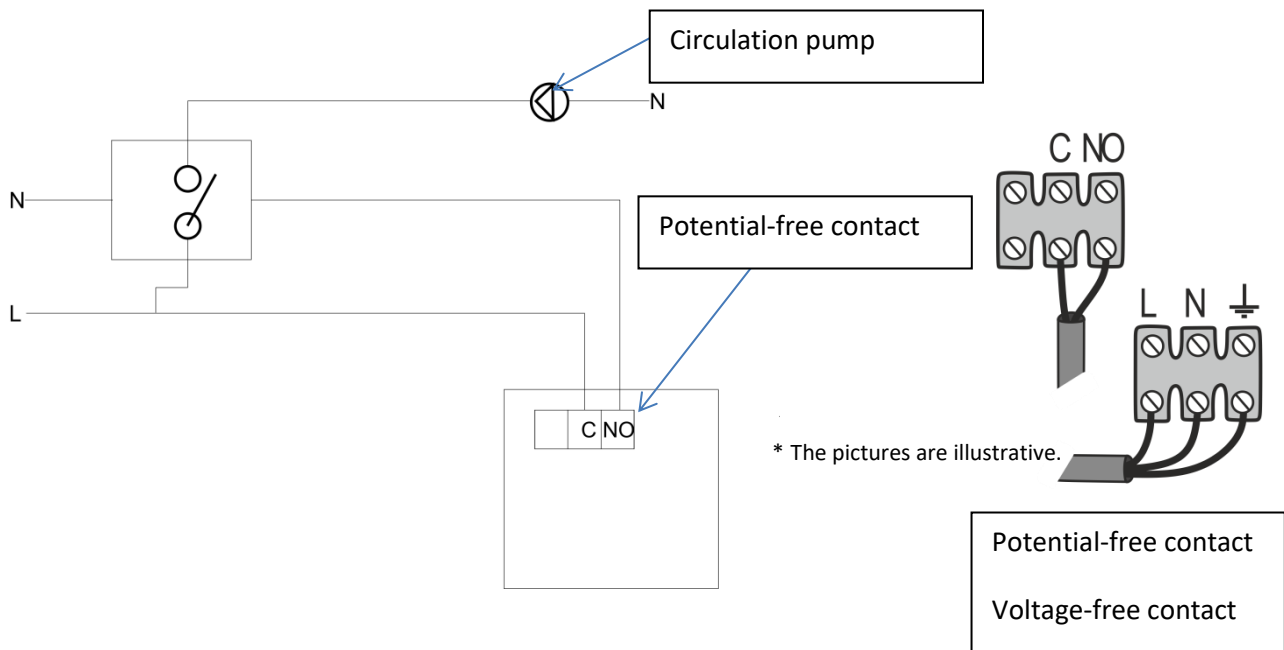 Circulation pump
N
C NO
N
Potential-free contact
L
L N
C NO
* The pictures are illustrative.
Potential-free contact
Voltage-free contact